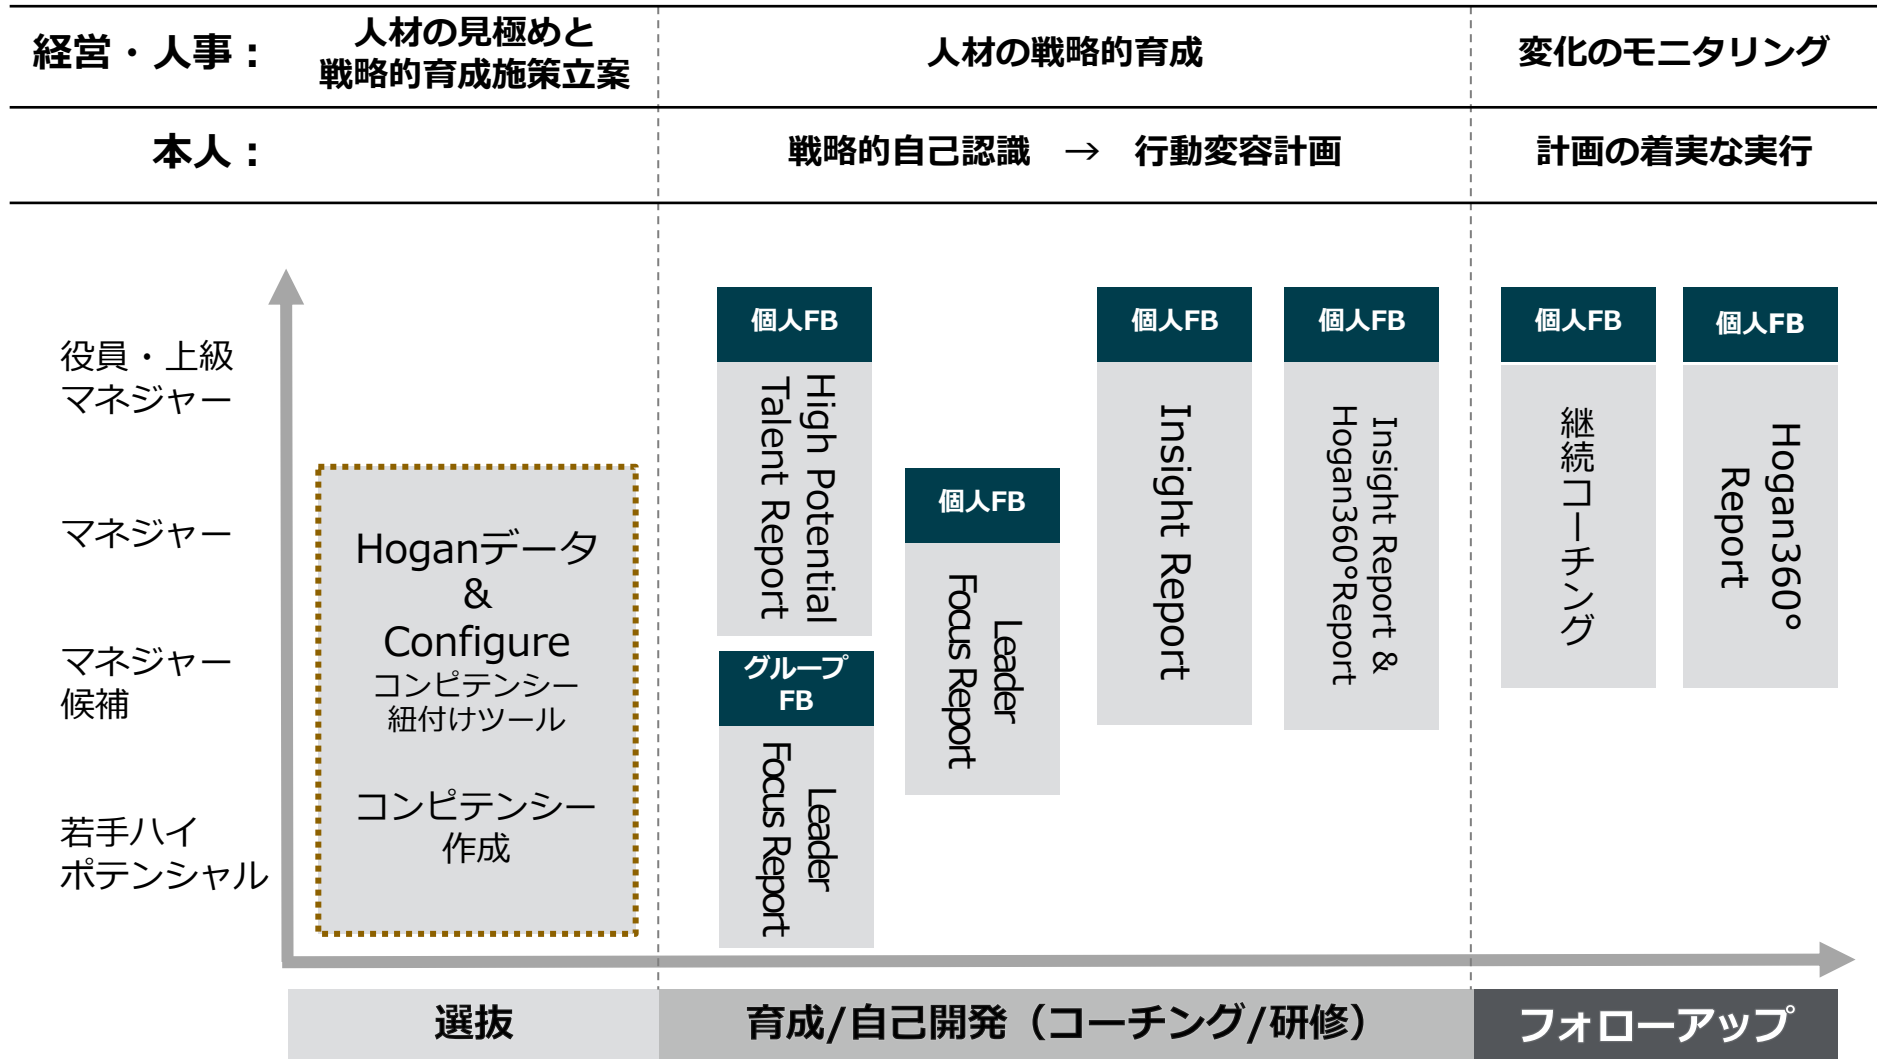 経営・人事：
人材の見極めと
戦略的育成施策立案
人材の戦略的育成
変化のモニタリング
本人：
戦略的自己認識　→　行動変容計画
計画の着実な実行
役員・上級
マネジャー
マネジャー
マネジャー
候補
若手ハイ
ポテンシャル
Hoganデータ
&
Configure
コンピテンシー
紐付けツール
コンピテンシー
作成
個人FB
High Potential
Talent Report
グループ
FB
Leader
Focus Report
個人FB
Leader
Focus Report
個人FB
Insight Report
個人FB
Insight Report &
Hogan360°Report
個人FB
継続コーチング
個人FB
Hogan360°
Report
選抜
育成/自己開発（コーチング/研修）
フォローアップ